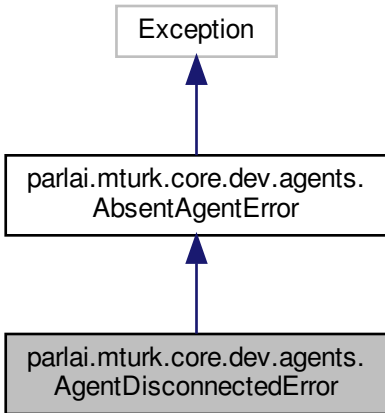 Exception
parlai.mturk.core.dev.agents.
AbsentAgentError
parlai.mturk.core.dev.agents.
AgentDisconnectedError